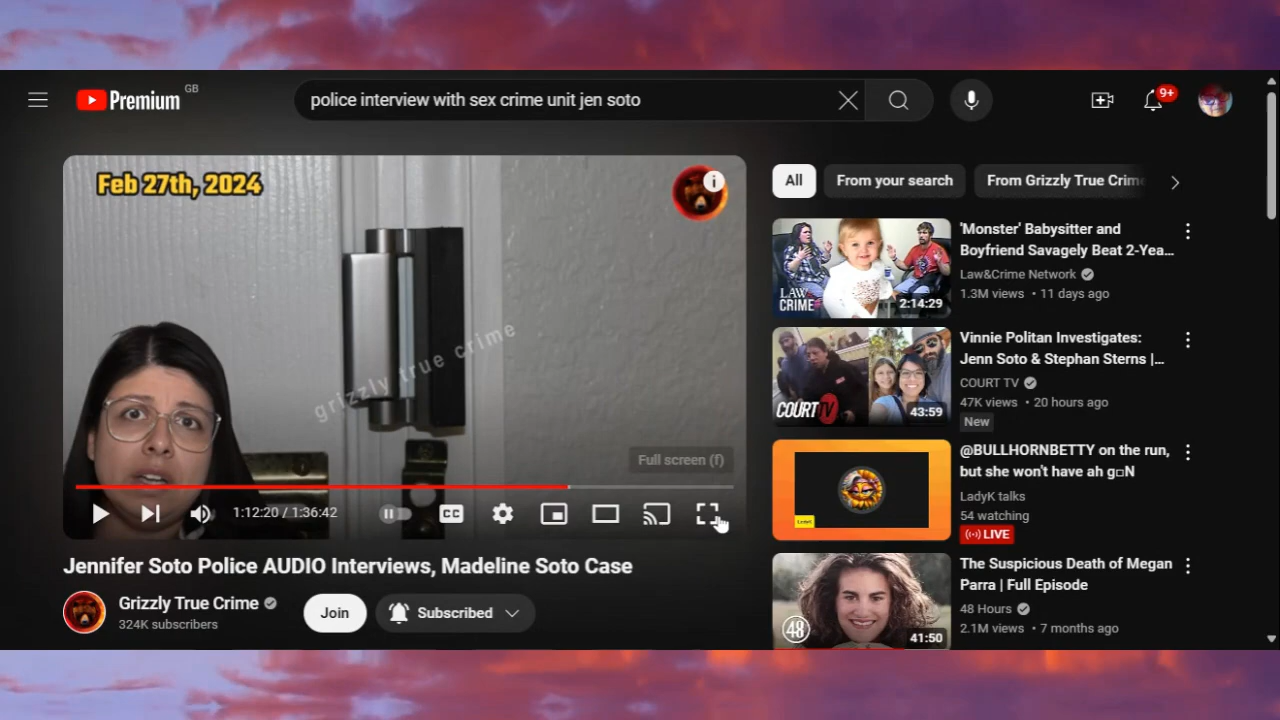 Premium GB
police interview with sex crime unit jen soto
9+
Feb 27th, 2024
grizzly true crime
Full screen (f)
1:12:20 / 1:36:42
CC
Jennifer Soto Police AUDIO Interviews, Madeline Soto Case
Grizzly True Crime
324K subscribers
Join
Subscribed
All
From your search
From Grizzly True Crime
LAW&
CRIME
2:14:29
'Monster' Babysitter and
Boyfriend Savagely Beat 2-Yea...
Law&Crime Network
1.3M views • 11 days ago
COURT TV
43:59
Vinnie Politan Investigates:
Jenn Soto & Stephan Sterns |...
COURT TV
47K views • 20 hours ago
New
LadyK
@BULLHORNBETTY on the run,
but she won't have ah g□N
LadyK talks
54 watching
LIVE
48
41:50
The Suspicious Death of Megan
Parra | Full Episode
48 Hours
2.1M views • 7 months ago